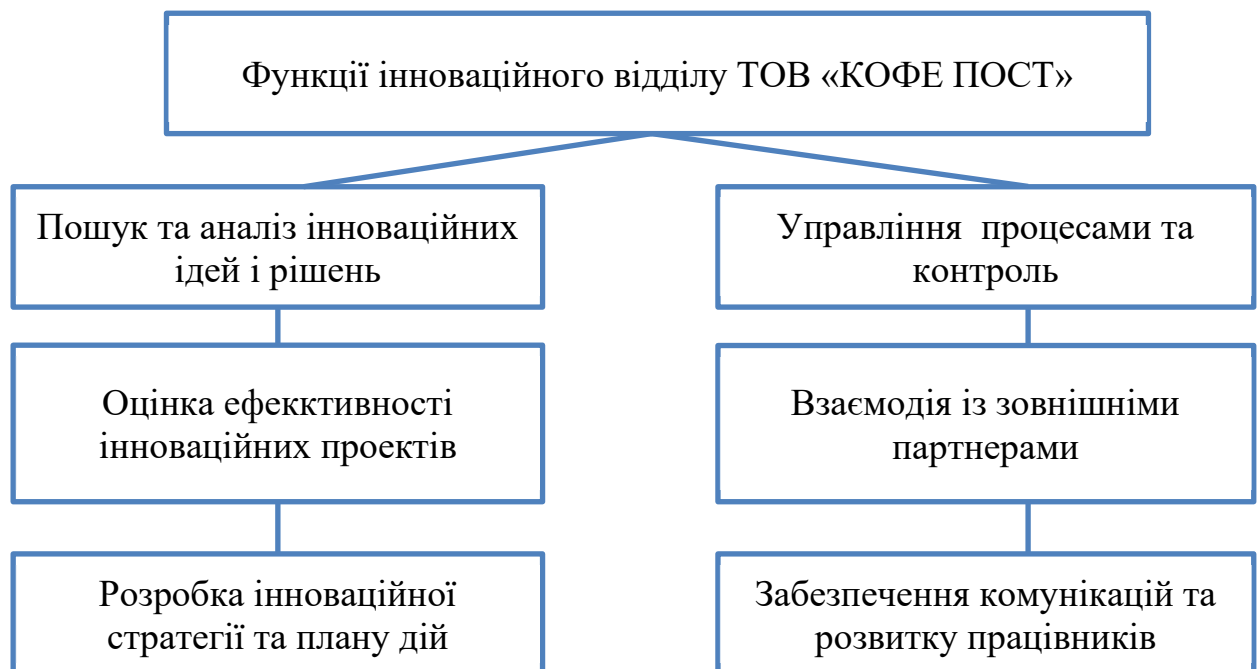 Функції інноваційного відділу ТОВ «КОФЕ ПОСТ»
Пошук та аналіз інноваційних
ідей і рішень
Управління процесами та
контроль
Оцінка ефекктивності
інноваційних проектів
Взаємодія із зовнішніми
партнерами
Розробка інноваційної
стратегії та плану дій
Забезпечення комунікацій та
розвитку працівників